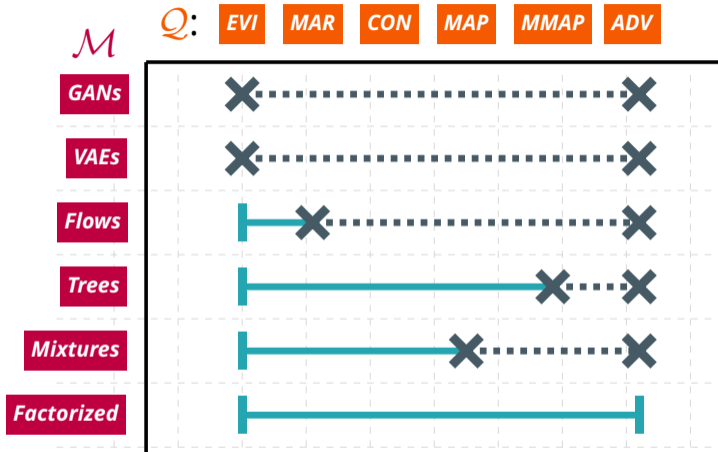 𝒬: EVI MAR CON MAP MMAP ADV
ℳ
GANs
VAEs
Flows
Trees
Mixtures
Factorized